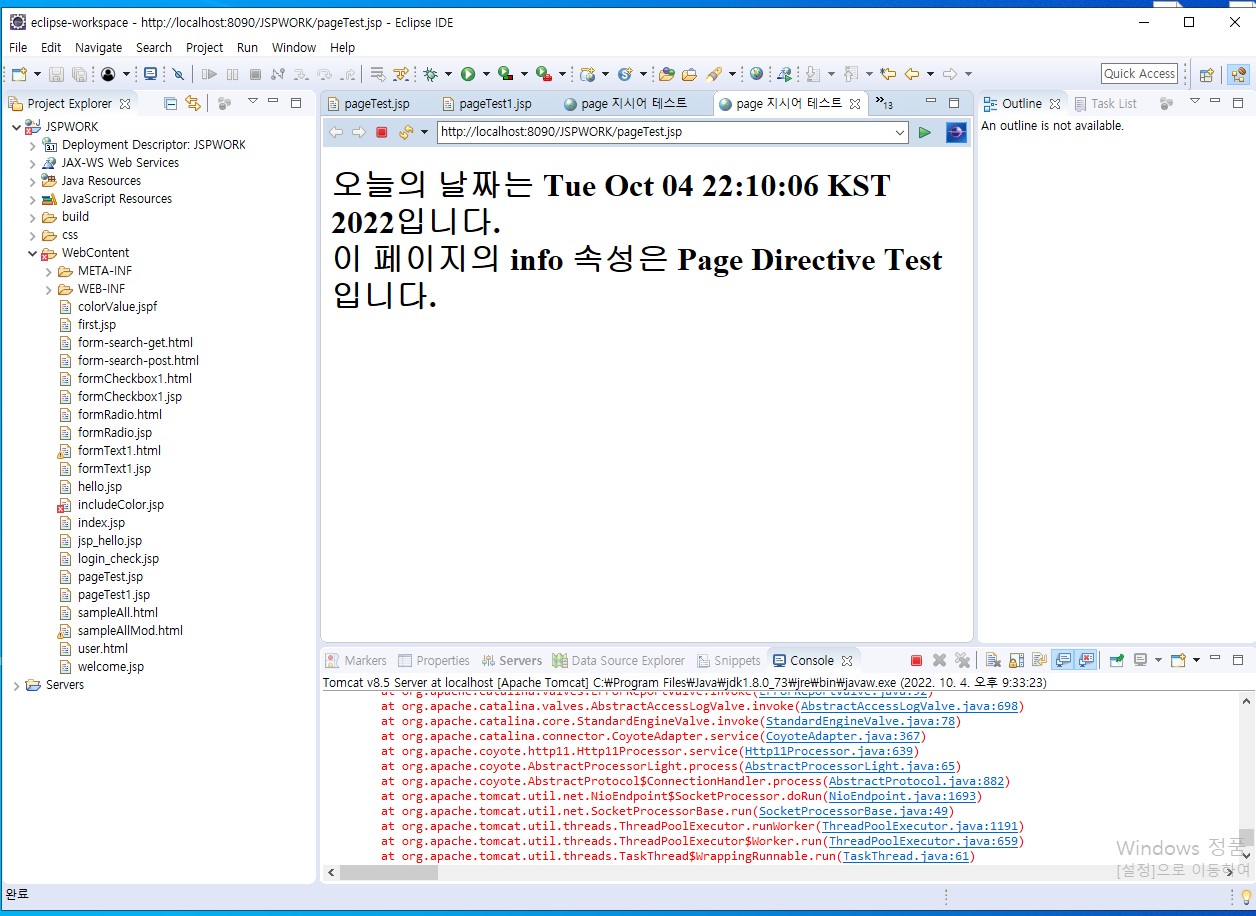 eclipse-workspace - http://localhost:8090/JSPWORK/pageTest.jsp - Eclipse IDE
File Edit Navigate Search Project Run Window Help
Quick Access
Project Explorer
JSPWORK
Deployment Descriptor: JSPWORK
JAX-WS Web Services
Java Resources
JavaScript Resources
build
css
WebContent
META-INF
WEB-INF
colorValue.jspf
first.jsp
form-search-get.html
form-search-post.html
formCheckbox1.html
formCheckbox1.jsp
formRadio.html
formRadio.jsp
formText1.html
formText1.jsp
hello.jsp
includeColor.jsp
index.jsp
jsp_hello.jsp
login_check.jsp
pageTest.jsp
pageTest1.jsp
sampleAll.html
sampleAllMod.html
user.html
welcome.jsp
Servers
pageTest.jsp pageTest1.jsp page 지시어 테스트 page 지시어 테스트 »13
http://localhost:8090/JSPWORK/pageTest.jsp
오늘의 날짜는 Tue Oct 04 22:10:06 KST
2022입니다.
이 페이지의 info 속성은 Page Directive Test
입니다.
Outline Task List
An outline is not available.
Markers Properties Servers Data Source Explorer Snippets Console
Tomcat v8.5 Server at localhost [Apache Tomcat] C:₩Program Files₩Java₩jdk1.8.0_73₩jre₩bin₩javaw.exe (2022. 10. 4. 오후 9:33:23)
at org.apache.catalina.valves.ErrorReportValve.invoke(ErrorReportValve.java:92)
at org.apache.catalina.valves.AbstractAccessLogValve.invoke(AbstractAccessLogValve.java:698)
at org.apache.catalina.core.StandardEngineValve.invoke(StandardEngineValve.java:78)
at org.apache.catalina.connector.CoyoteAdapter.service(CoyoteAdapter.java:367)
at org.apache.coyote.http11.Http11Processor.service(Http11Processor.java:639)
at org.apache.coyote.AbstractProcessorLight.process(AbstractProcessorLight.java:65)
at org.apache.coyote.AbstractProtocol$ConnectionHandler.process(AbstractProtocol.java:882)
at org.apache.tomcat.util.net.NioEndpoint$SocketProcessor.doRun(NioEndpoint.java:1693)
at org.apache.tomcat.util.net.SocketProcessorBase.run(SocketProcessorBase.java:49)
at org.apache.tomcat.util.threads.ThreadPoolExecutor.runWorker(ThreadPoolExecutor.java:1191)
at org.apache.tomcat.util.threads.ThreadPoolExecutor$Worker.run(ThreadPoolExecutor.java:659)
at org.apache.tomcat.util.threads.TaskThread$WrappingRunnable.run(TaskThread.java:61)
Windows 정품
[설정]으로 이동하여
완료